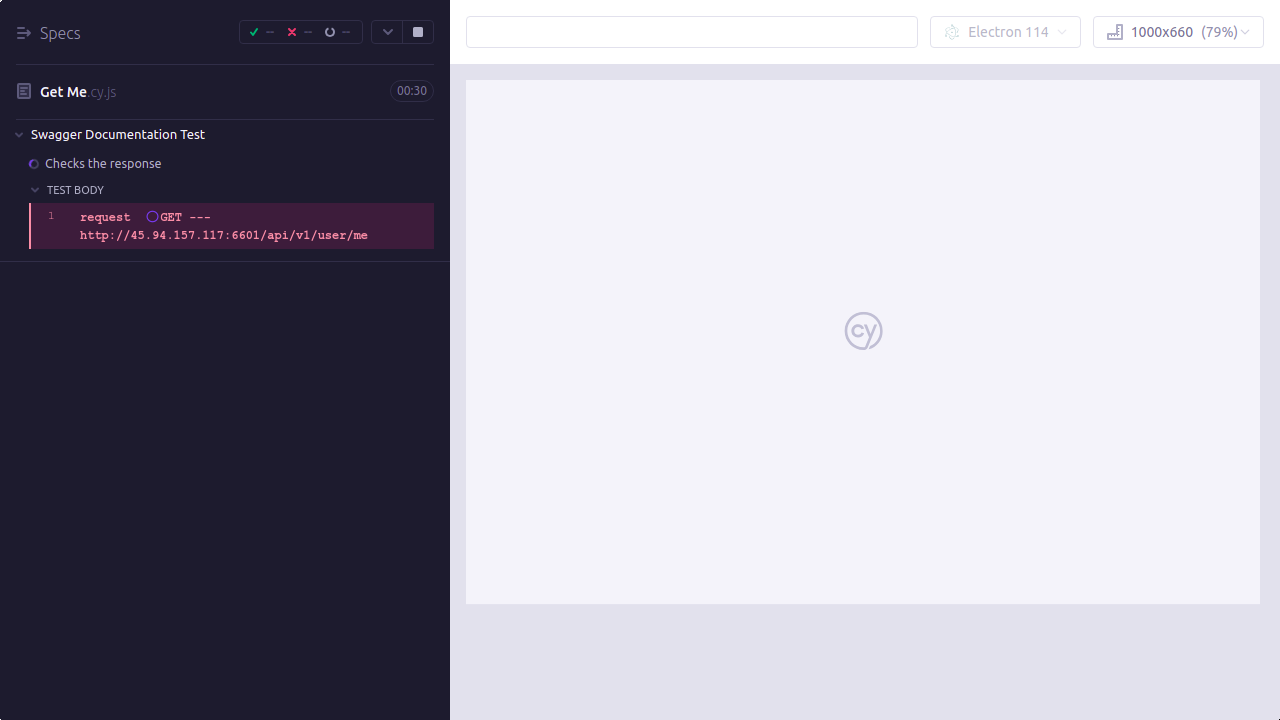 Specs
--
--
--
Get Me.cy.js
00:30
Swagger Documentation Test
Checks the response
TEST BODY
1 request GET ---
http://45.94.157.117:6601/api/v1/user/me
Electron 114
1000x660 (79%)
cy